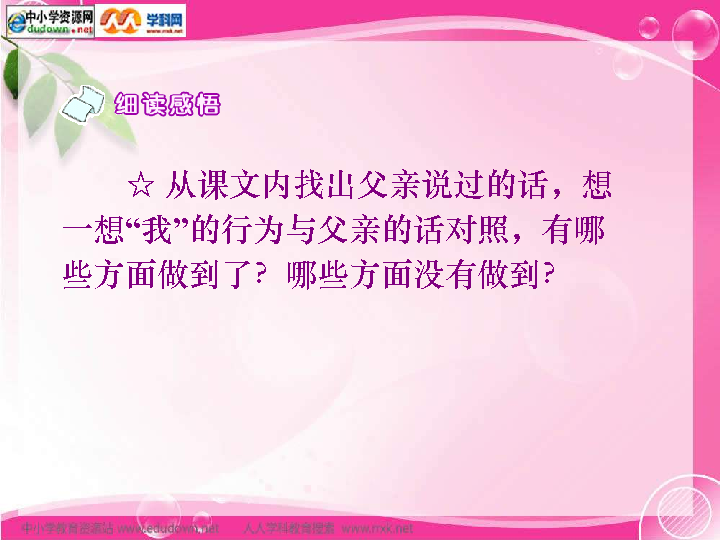 中小学资源网
edudown.net
学科网
www.nxk.net
细读感悟
☆ 从课文内找出父亲说过的话，想
一想“我”的行为与父亲的话对照，有哪
些方面做到了？哪些方面没有做到？
中小学教育资源站 www.edudown.net 人人学科教育搜索 www.rrxk.net